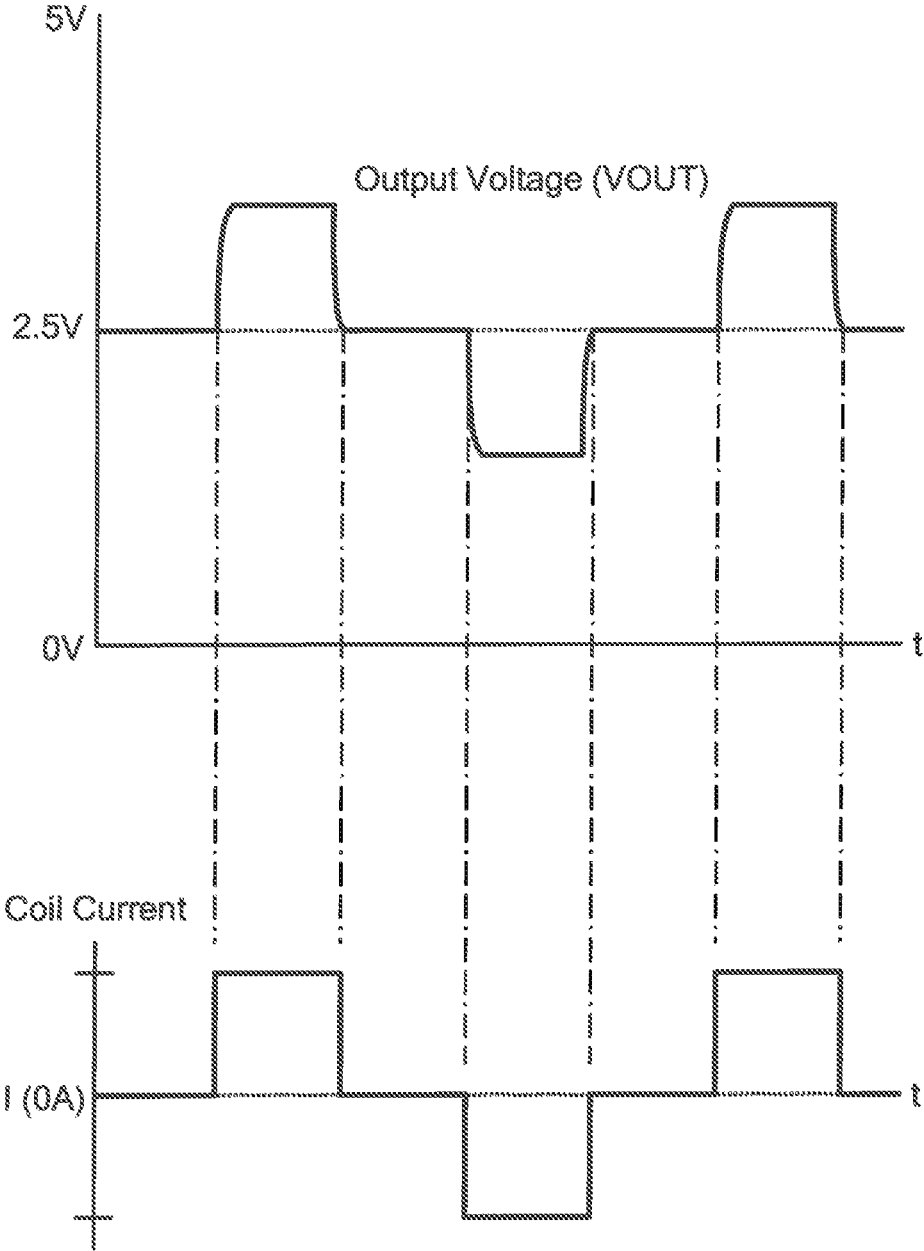 5V
Output Voltage (VOUT)
2.5V
0V
t
Coil Current
I (0A)
t